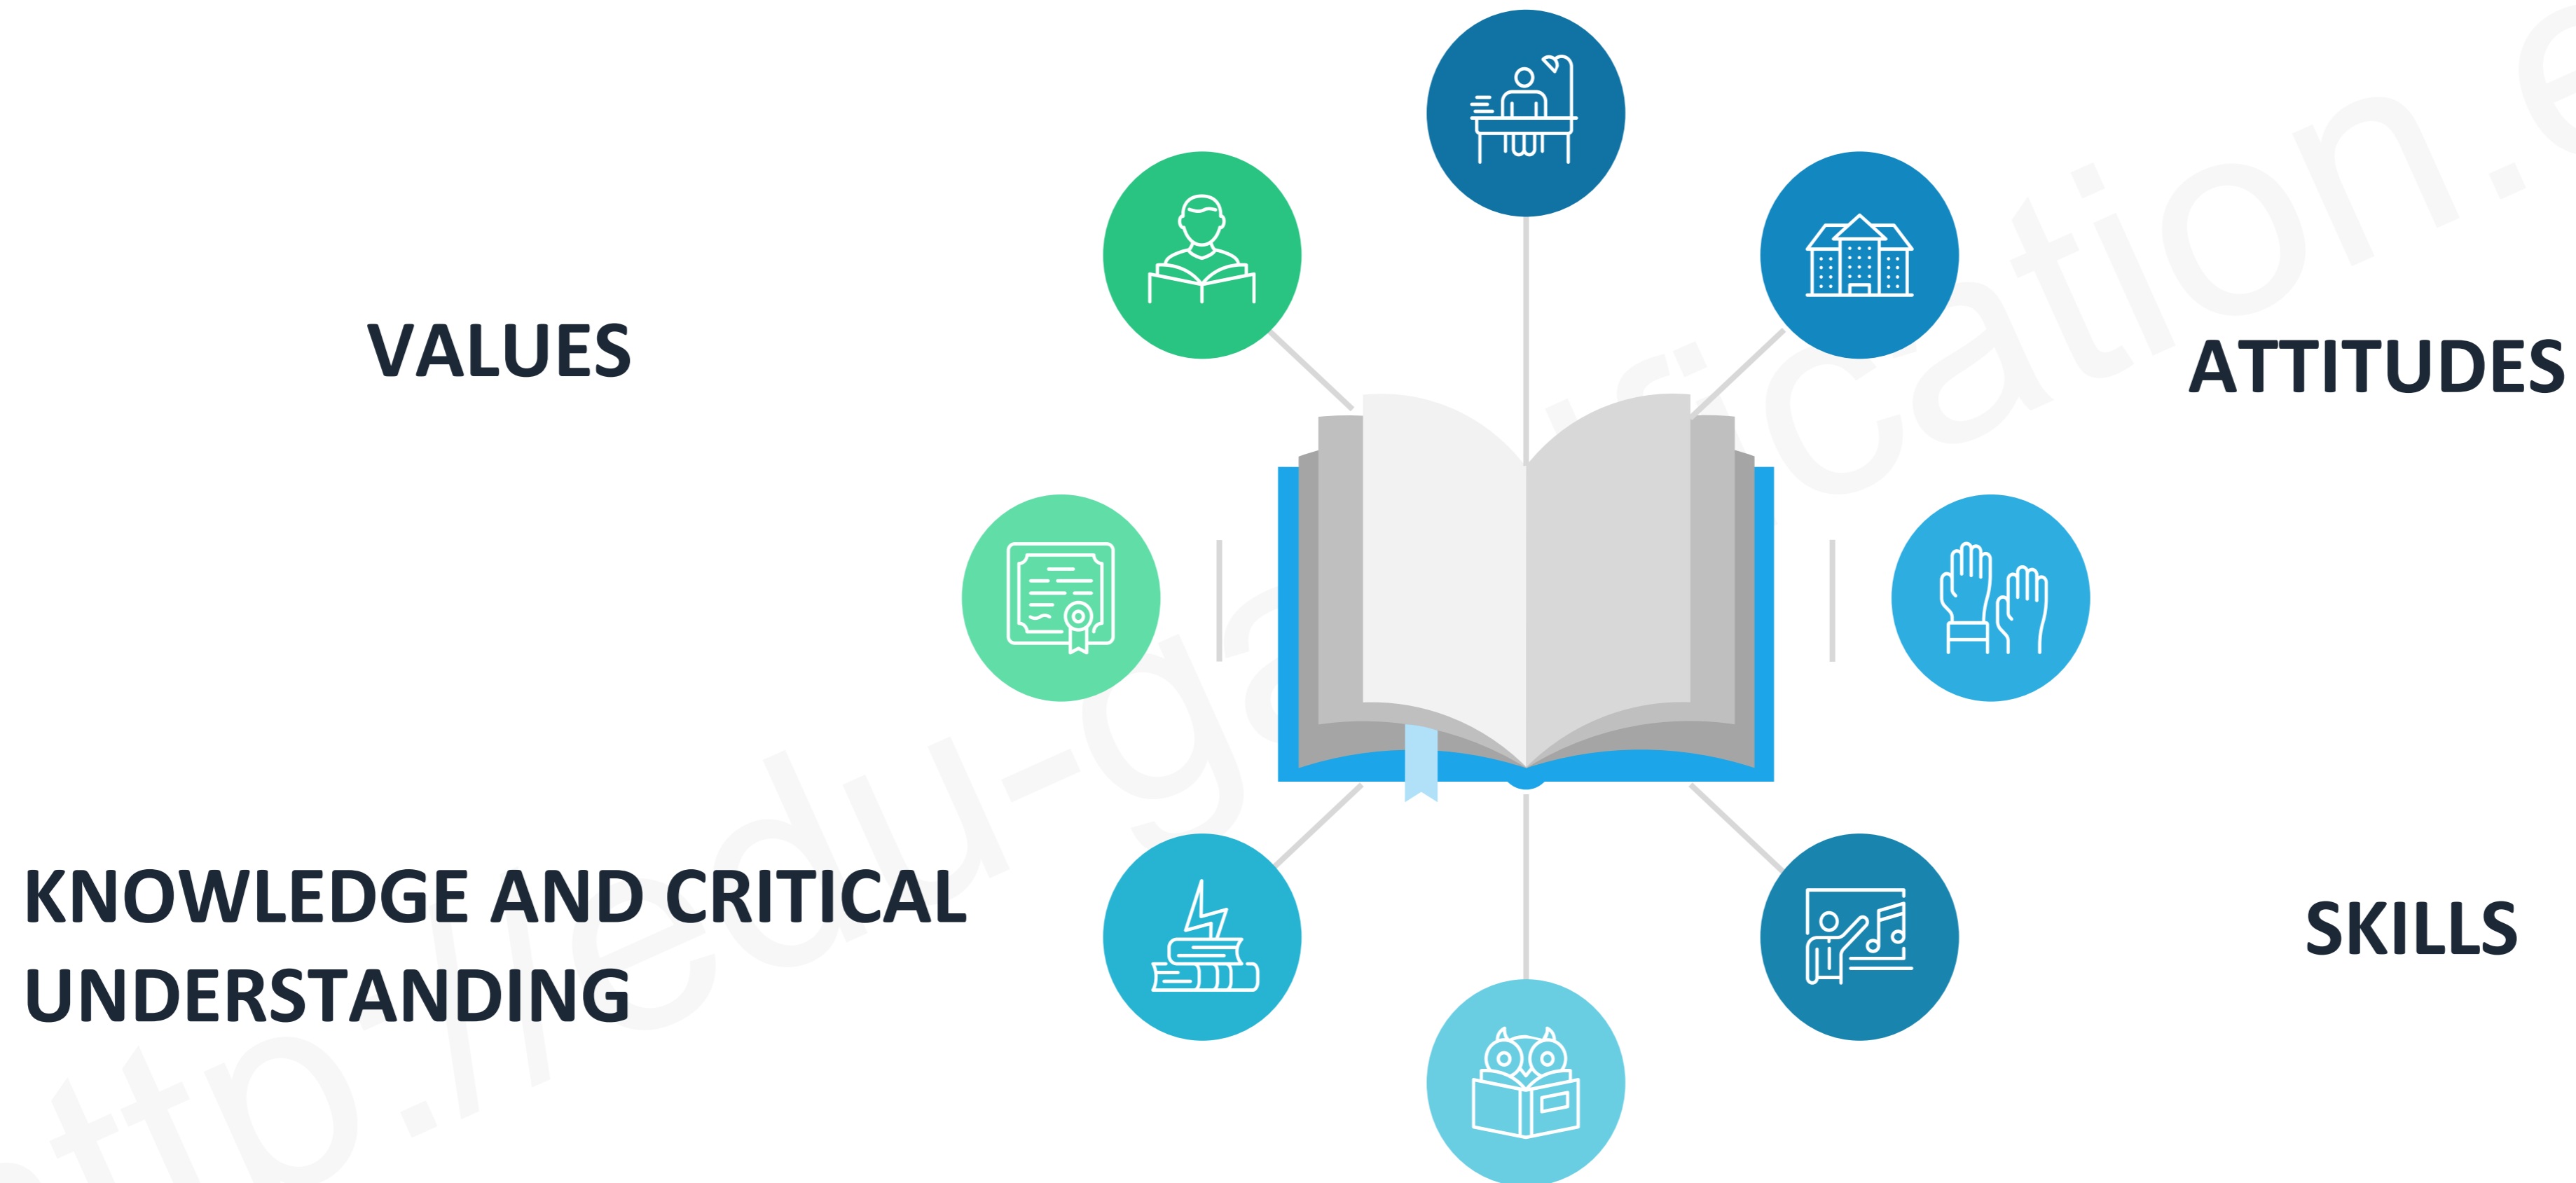 VALUES
ATTITUDES
KNOWLEDGE AND CRITICAL
UNDERSTANDING
SKILLS